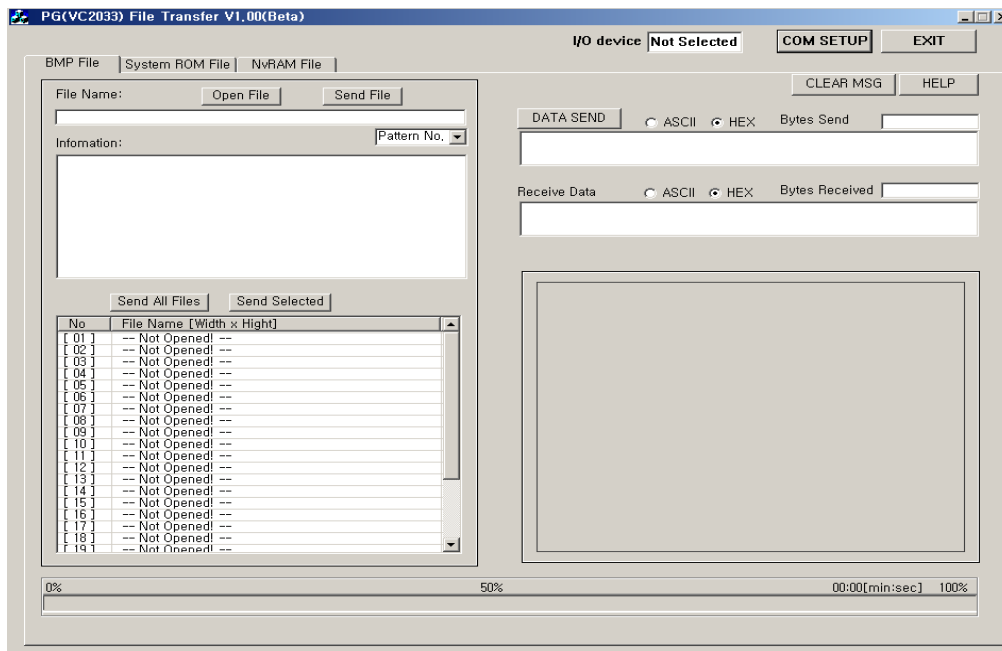 PG(VC2033) File Transfer V1.00(Beta)
I/O device Not Selected COM SETUP EXIT
BMP File System ROM File NvRAM File
CLEAR MSG HELP
File Name: Open File Send File
DATA SEND ASCII HEX Bytes Send
Pattern No.
Infomation:
Receive Data ASCII HEX Bytes Received
Send All Files Send Selected
No File Name [Width x Hight]
[ 01 ] -- Not Opened! --
[ 02 ] -- Not Opened! --
[ 03 ] -- Not Opened! --
[ 04 ] -- Not Opened! --
[ 05 ] -- Not Opened! --
[ 06 ] -- Not Opened! --
[ 07 ] -- Not Opened! --
[ 08 ] -- Not Opened! --
[ 09 ] -- Not Opened! --
[ 10 ] -- Not Opened! --
[ 11 ] -- Not Opened! --
[ 12 ] -- Not Opened! --
[ 13 ] -- Not Opened! --
[ 14 ] -- Not Opened! --
[ 15 ] -- Not Opened! --
[ 16 ] -- Not Opened! --
[ 17 ] -- Not Opened! --
[ 18 ] -- Not Opened! --
[ 19 ] -- Not Opened! --
0% 50% 00:00[min:sec] 100%